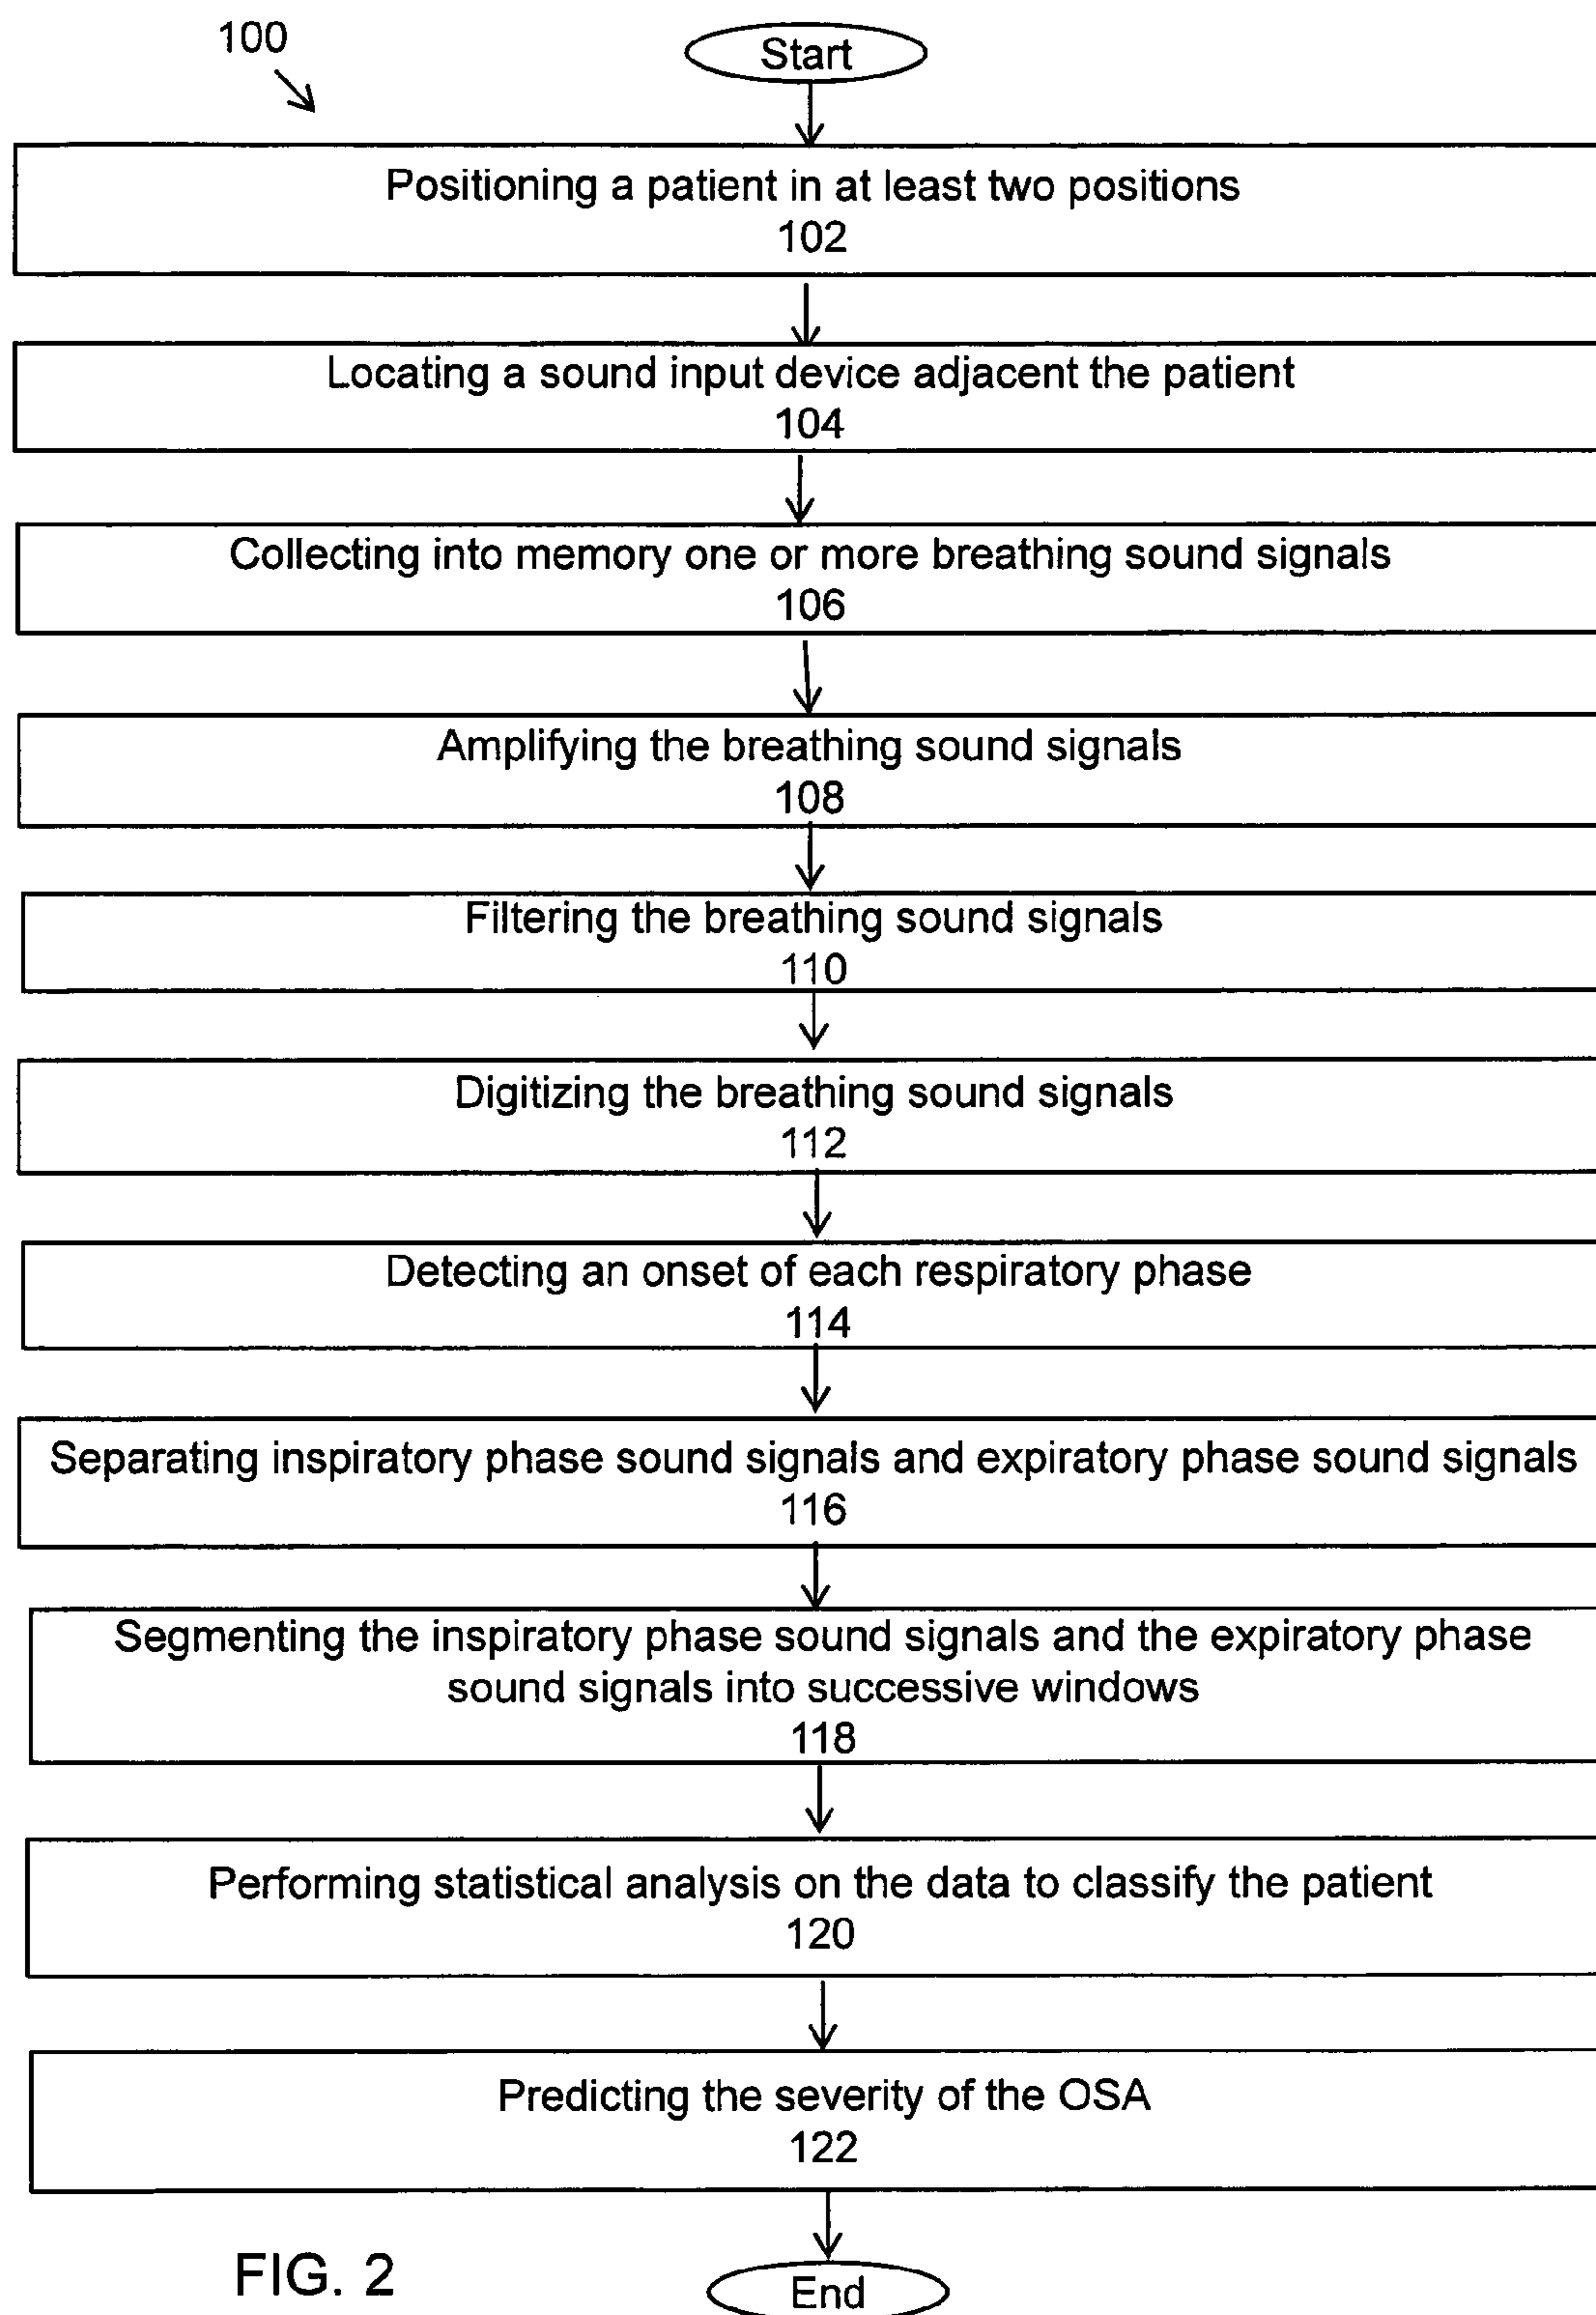 100
Start
Positioning a patient in at least two positions
102
Locating a sound input device adjacent the patient
104
Collecting into memory one or more breathing sound signals
106
Amplifying the breathing sound signals
108
Filtering the breathing sound signals
110
Digitizing the breathing sound signals
112
Detecting an onset of each respiratory phase
114
Separating inspiratory phase sound signals and expiratory phase sound signals
116
Segmenting the inspiratory phase sound signals and the expiratory phase
sound signals into successive windows
118
Performing statistical analysis on the data to classify the patient
120
Predicting the severity of the OSA
122
FIG. 2
End